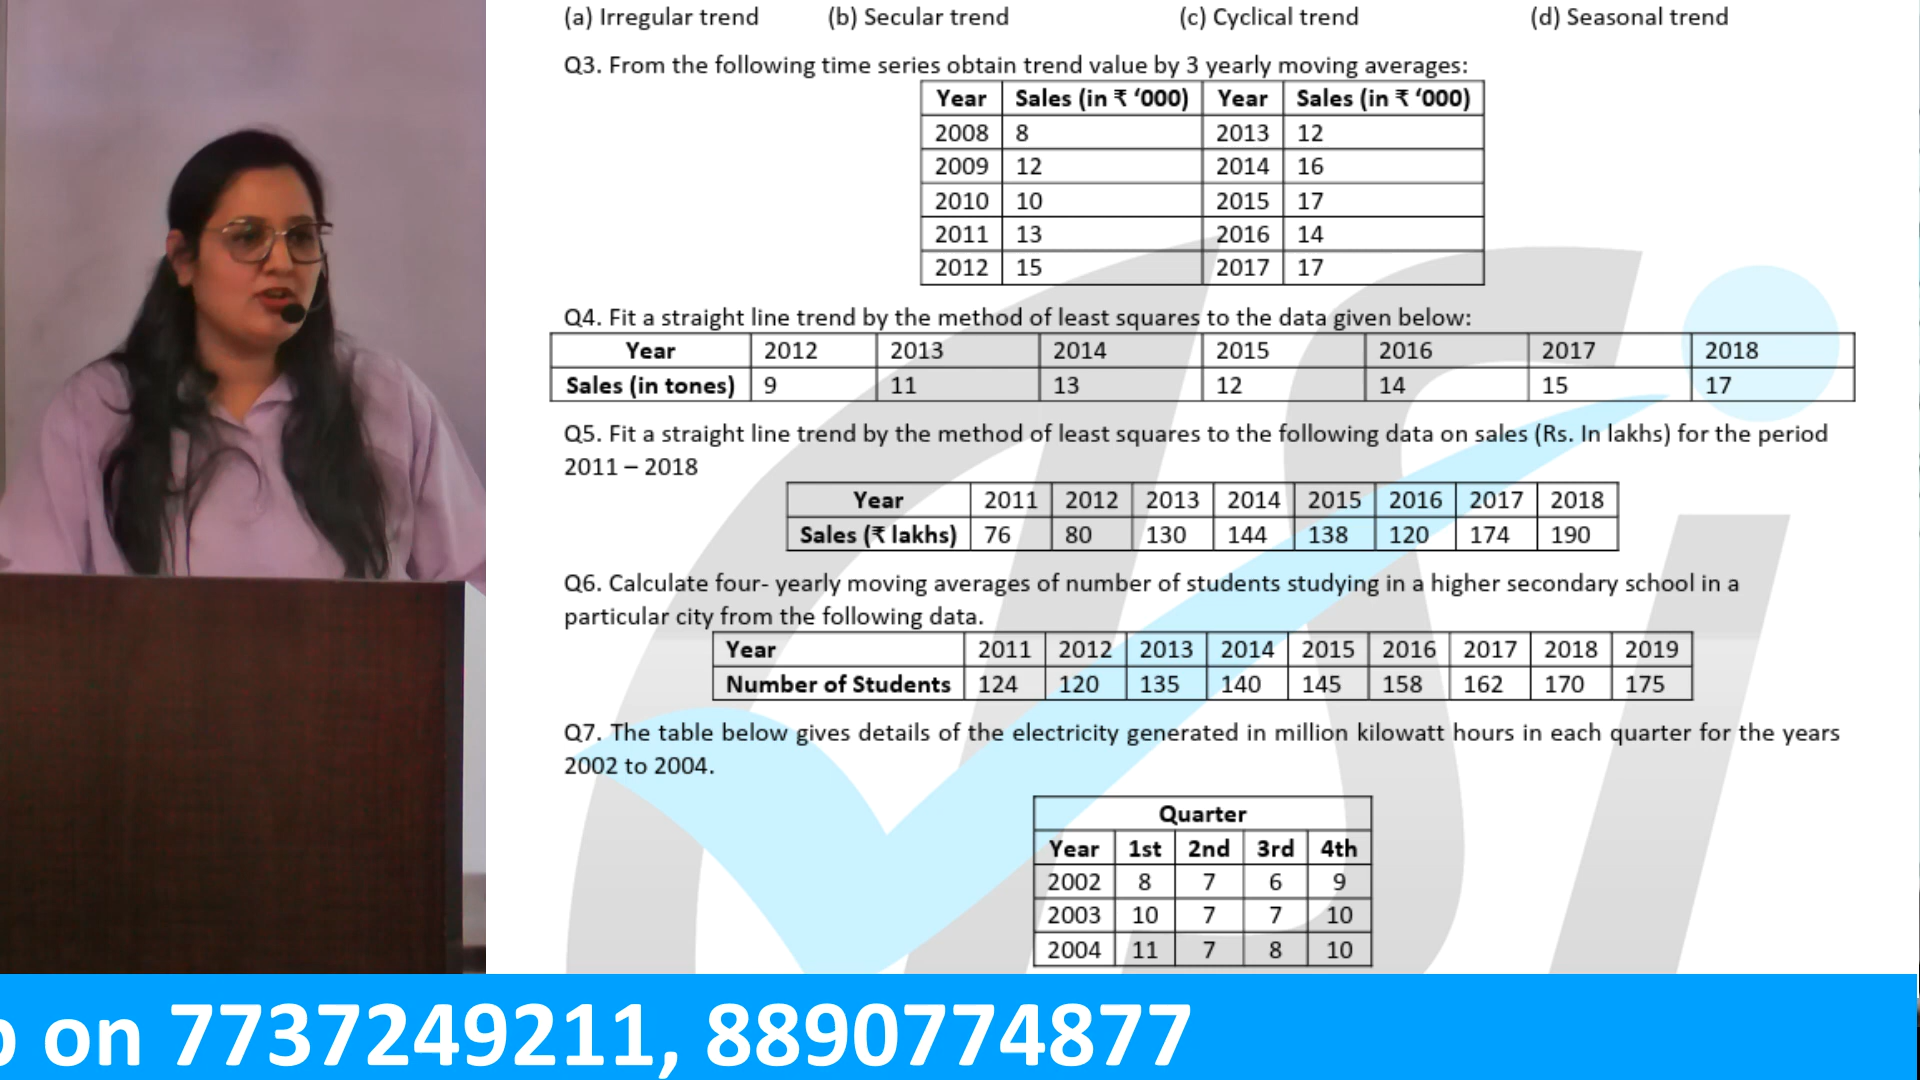 (a) Irregular trend (b) Secular trend (c) Cyclical trend (d) Seasonal trend
Q3. From the following time series obtain trend value by 3 yearly moving averages:
Year Sales (in ₹ ‘000) Year Sales (in ₹ ‘000)
2008 8 2013 12
2009 12 2014 16
2010 10 2015 17
2011 13 2016 14
2012 15 2017 17
Q4. Fit a straight line trend by the method of least squares to the data given below:
Year 2012 2013 2014 2015 2016 2017 2018
Sales (in tones) 9 11 13 12 14 15 17
Q5. Fit a straight line trend by the method of least squares to the following data on sales (Rs. In lakhs) for the period
2011 – 2018
Year 2011 2012 2013 2014 2015 2016 2017 2018
Sales (₹ lakhs) 76 80 130 144 138 120 174 190
Q6. Calculate four- yearly moving averages of number of students studying in a higher secondary school in a
particular city from the following data.
Year 2011 2012 2013 2014 2015 2016 2017 2018 2019
Number of Students 124 120 135 140 145 158 162 170 175
Q7. The table below gives details of the electricity generated in million kilowatt hours in each quarter for the years
2002 to 2004.
Quarter
Year 1st 2nd 3rd 4th
2002 8 7 6 9
2003 10 7 7 10
2004 11 7 8 10
on 7737249211, 8890774877